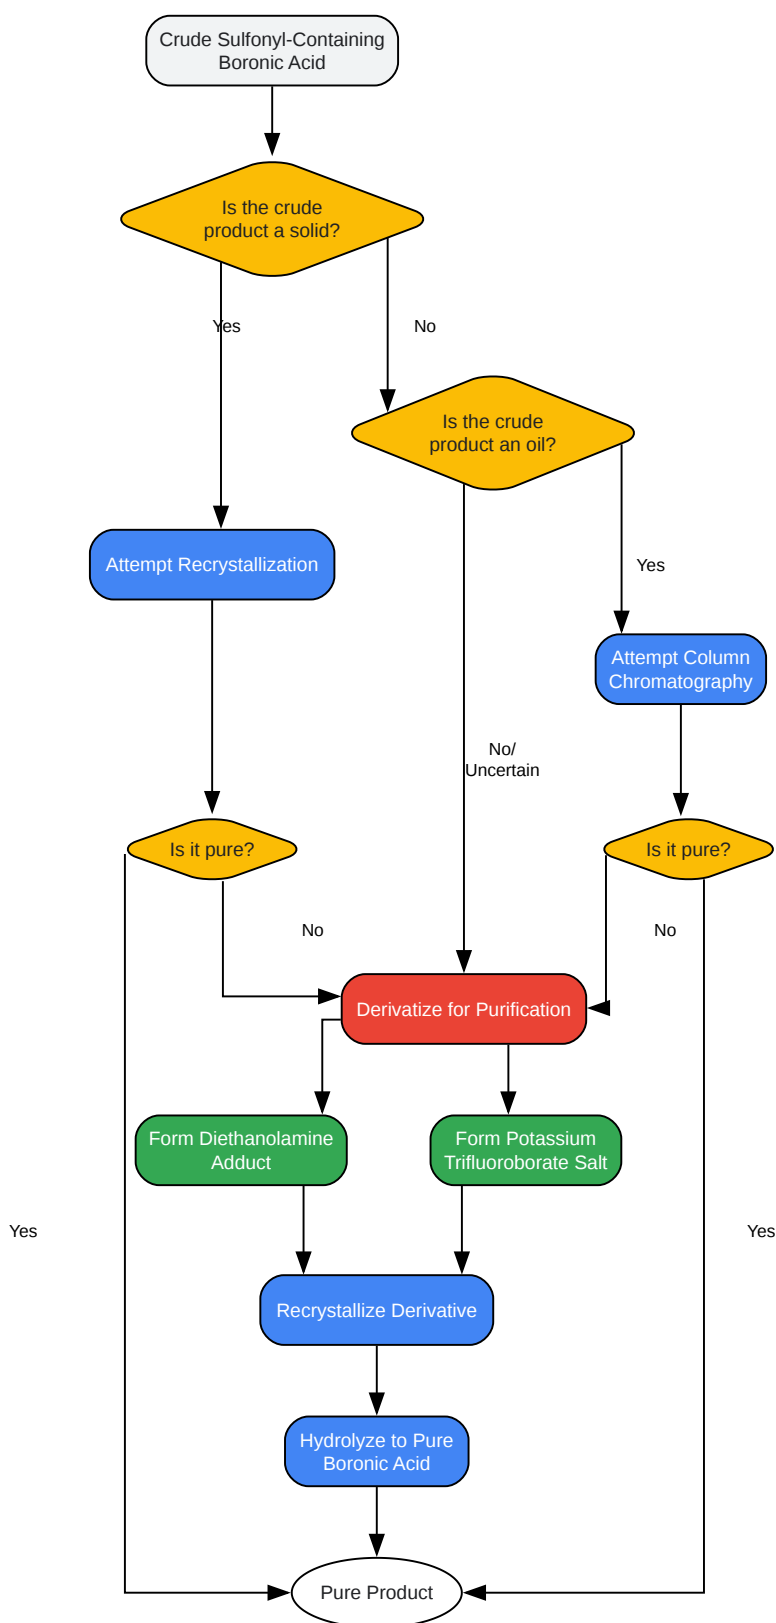 Crude Sulfonyl-Containing
Boronic Acid
Is the crude
product a solid?
Yes
No
Is the crude
product an oil?
Attempt Recrystallization
Yes
Attempt Column
Chromatography
No/
Uncertain
Is it pure?
Is it pure?
No
No
Derivatize for Purification
Form Diethanolamine
Adduct
Form Potassium
Trifluoroborate Salt
Yes
Yes
Recrystallize Derivative
Hydrolyze to Pure
Boronic Acid
Pure Product